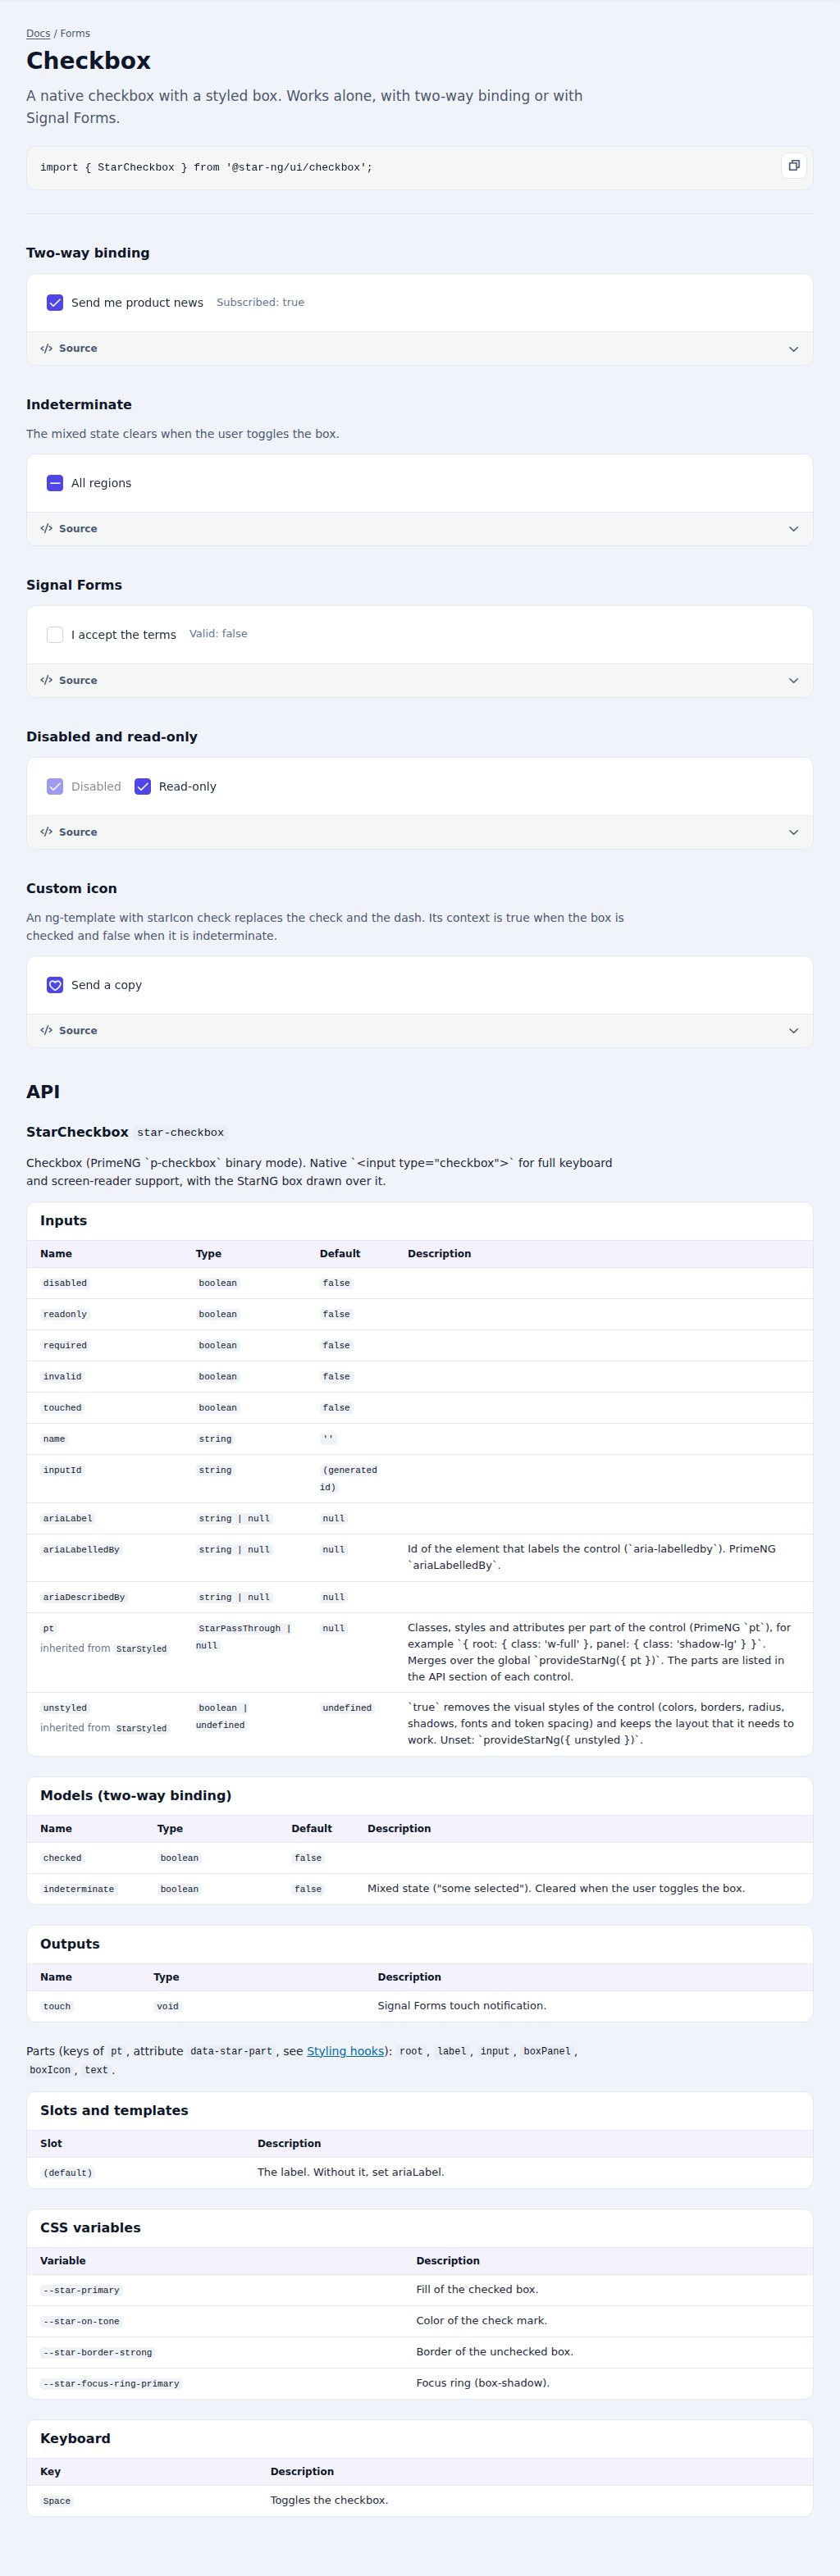 Docs / Forms
Checkbox
A native checkbox with a styled box. Works alone, with two-way binding or with
Signal Forms.
import { StarCheckbox } from '@star-ng/ui/checkbox';
Two-way binding
Send me product news Subscribed: true
Source
Indeterminate
The mixed state clears when the user toggles the box.
All regions
Source
Signal Forms
I accept the terms Valid: false
Source
Disabled and read-only
Disabled Read-only
Source
Custom icon
An ng-template with starIcon check replaces the check and the dash. Its context is true when the box is
checked and false when it is indeterminate.
Send a copy
Source
API
StarCheckbox star-checkbox
Checkbox (PrimeNG `p-checkbox` binary mode). Native `<input type="checkbox">` for full keyboard
and screen-reader support, with the StarNG box drawn over it.
Inputs
Name Type Default Description
disabled boolean false
readonly boolean false
required boolean false
invalid boolean false
touched boolean false
name string ''
inputId string (generated
id)
ariaLabel string | null null
ariaLabelledBy string | null null Id of the element that labels the control (`aria-labelledby`). PrimeNG
`ariaLabelledBy`.
ariaDescribedBy string | null null
pt StarPassThrough | null Classes, styles and attributes per part of the control (PrimeNG `pt`), for
inherited from StarStyled null example `{ root: { class: 'w-full' }, panel: { class: 'shadow-lg' } }`.
Merges over the global `provideStarNg({ pt })`. The parts are listed in
the API section of each control.
unstyled boolean | undefined `true` removes the visual styles of the control (colors, borders, radius,
inherited from StarStyled undefined shadows, fonts and token spacing) and keeps the layout that it needs to
work. Unset: `provideStarNg({ unstyled })`.
Models (two-way binding)
Name Type Default Description
checked boolean false
indeterminate boolean false Mixed state ("some selected"). Cleared when the user toggles the box.
Outputs
Name Type Description
touch void Signal Forms touch notification.
Parts (keys of pt, attribute data-star-part, see Styling hooks): root, label, input, boxPanel,
boxIcon, text.
Slots and templates
Slot Description
(default) The label. Without it, set ariaLabel.
CSS variables
Variable Description
--star-primary Fill of the checked box.
--star-on-tone Color of the check mark.
--star-border-strong Border of the unchecked box.
--star-focus-ring-primary Focus ring (box-shadow).
Keyboard
Key Description
Space Toggles the checkbox.